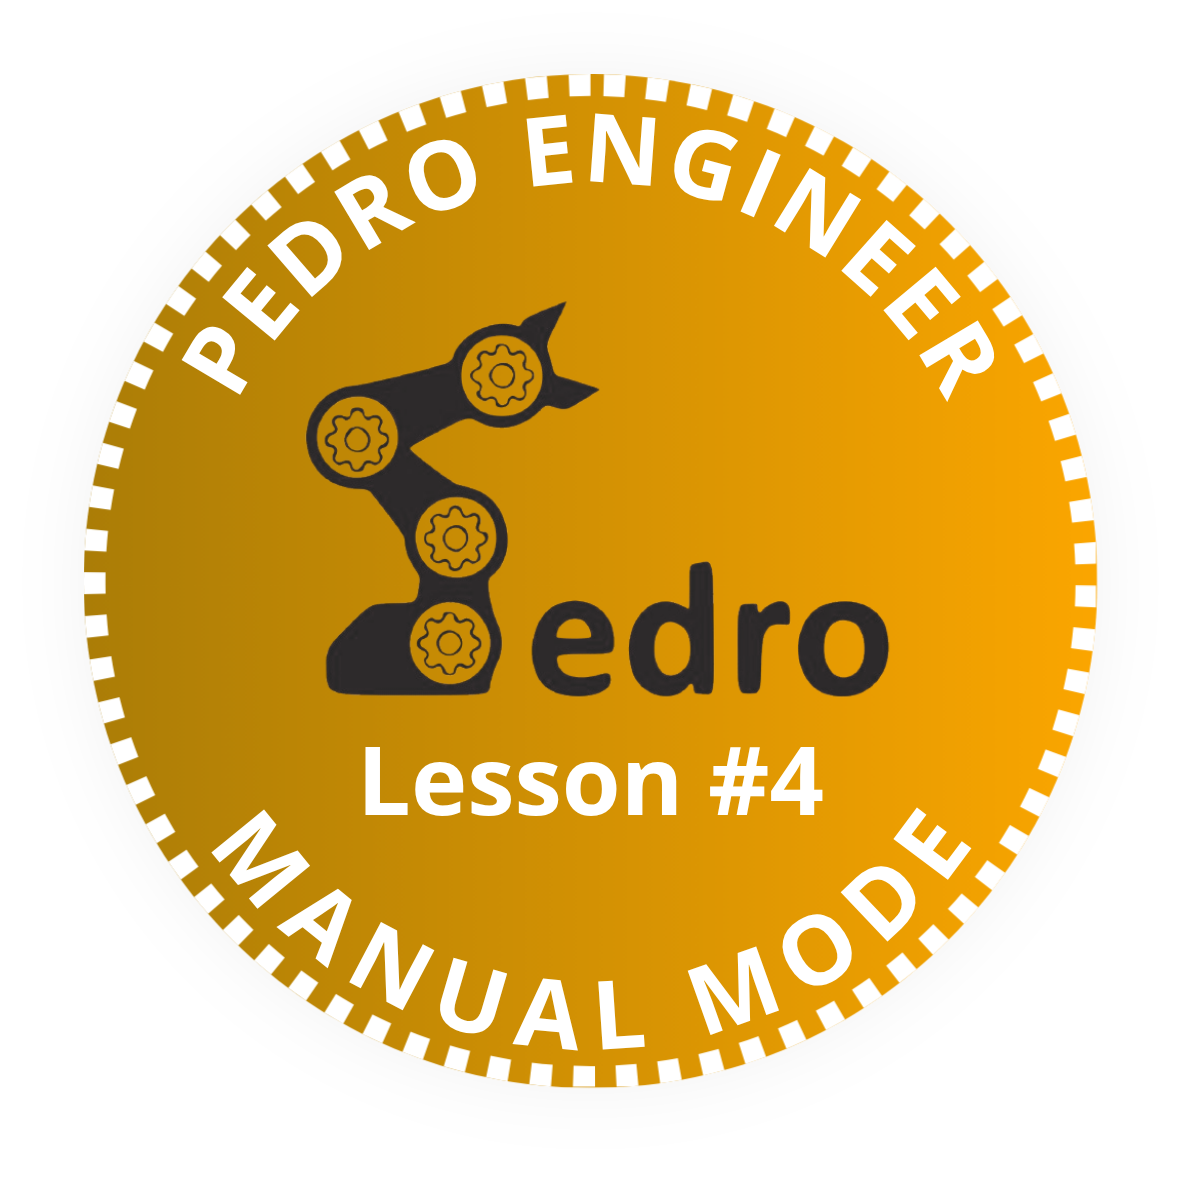 PEDRO ENGINEER
Pedro
Lesson #4
MANUAL MODE